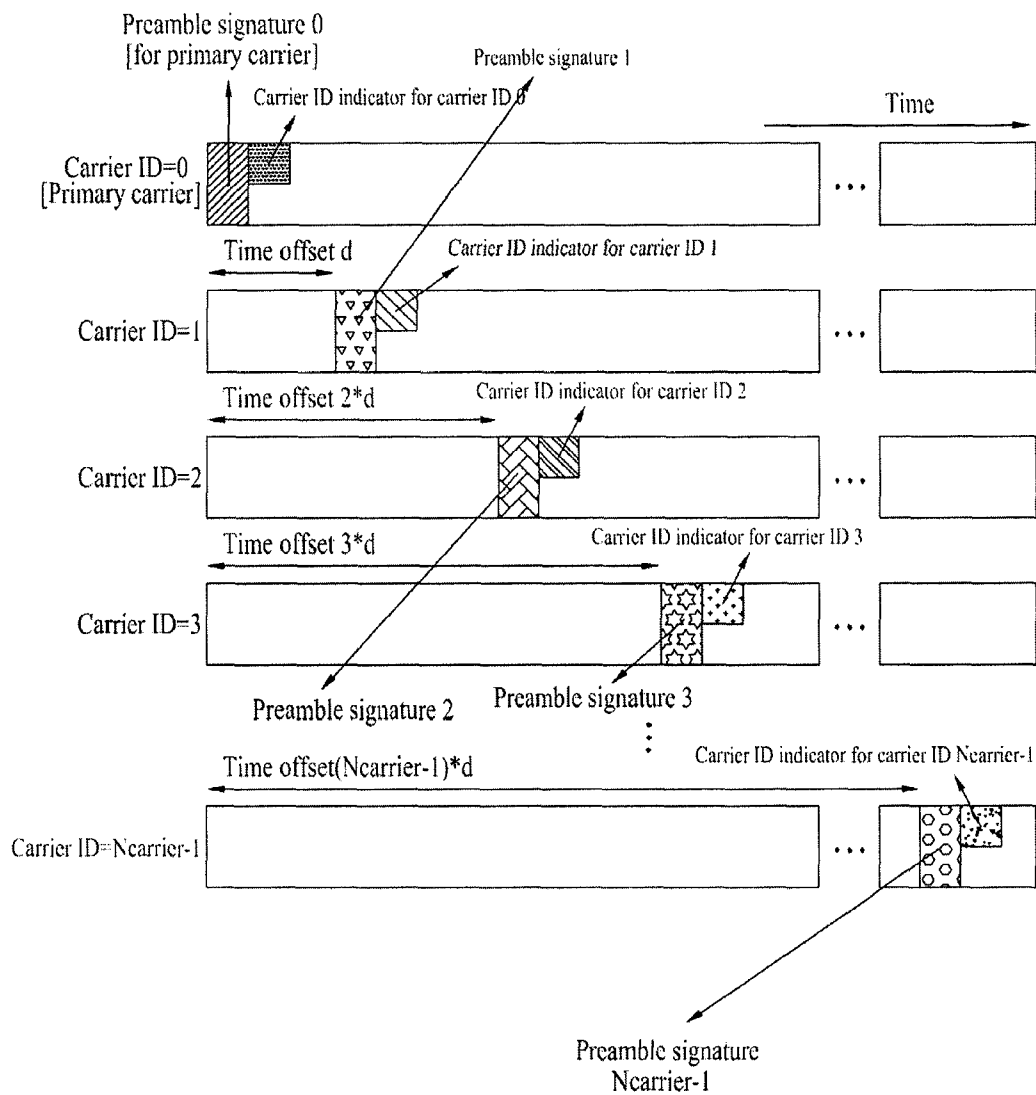 Preamble signature 0
[for primary carrier]
Preamble signature 1
Carrier ID indicator for carrier ID 0
Time
Carrier ID=0
[Primary carrier]
...
Time offset d
Carrier ID indicator for carrier ID 1
Carrier ID=1
...
Time offset 2*d
Carrier ID indicator for carrier ID 2
Carrier ID=2
...
Time offset 3*d
Carrier ID indicator for carrier ID 3
Carrier ID=3
...
Preamble signature 2
Preamble signature 3
Time offset(Ncarrier-1)*d
Carrier ID indicator for carrier ID Ncarrier-1
Carrier ID=Ncarrier-1
...
Preamble signature
Ncarrier-1